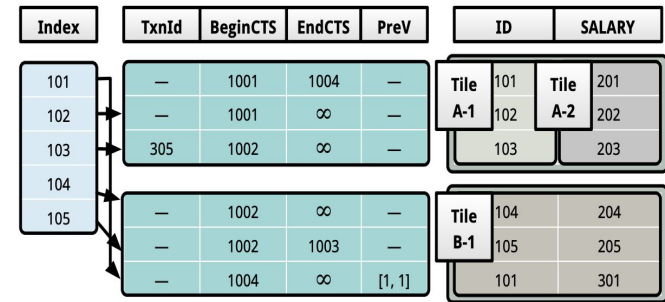 Index TxnId BeginCTS EndCTS PreV ID SALARY
101 — 1001 1004 — Tile A-1 101 Tile A-2 201
102 — 1001 ∞ — 102 202
103 305 1002 ∞ — 103 203
104 — 1002 ∞ — Tile B-1 104 204
105 — 1002 1003 — 105 205
— 1004 ∞ [1, 1] 101 301